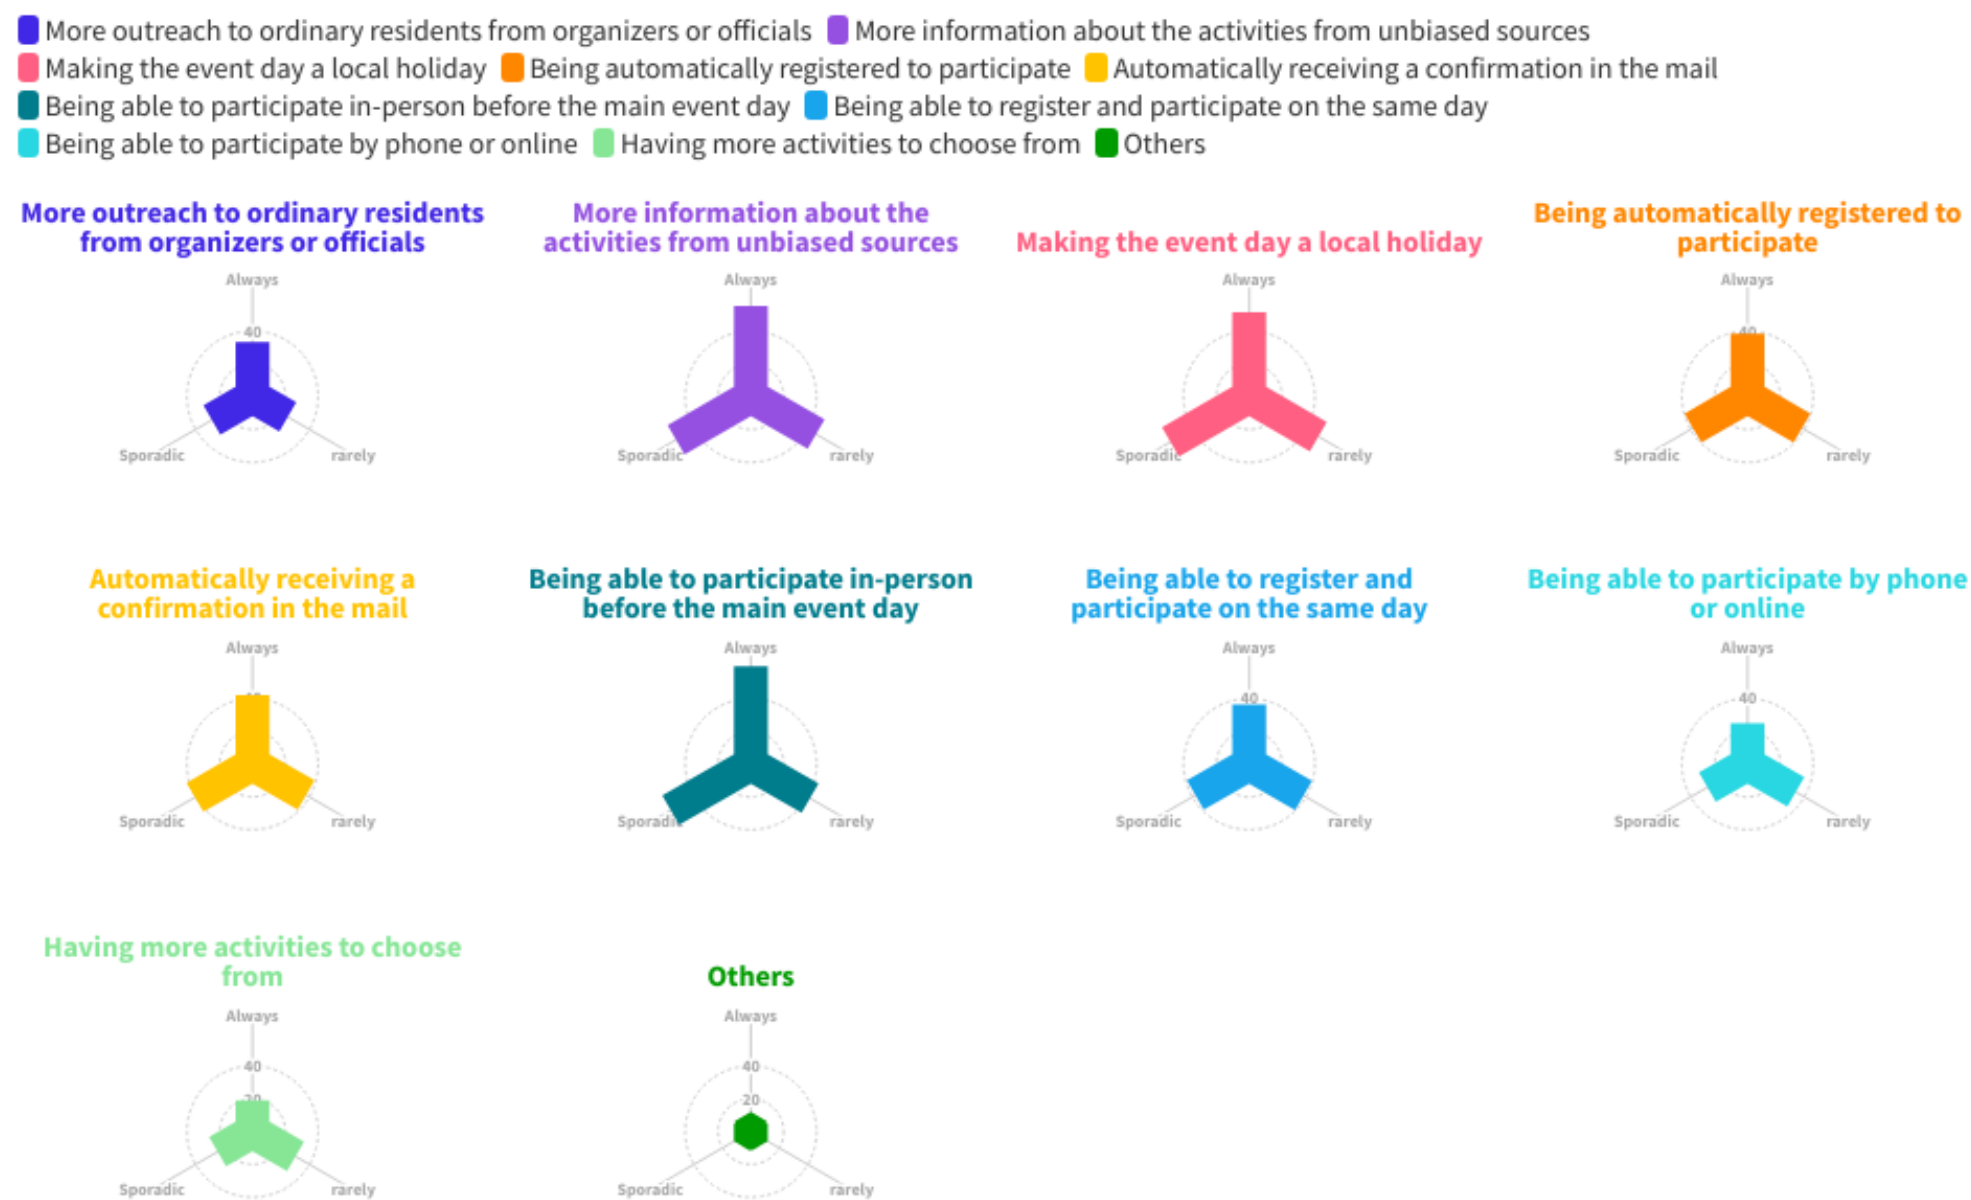 More outreach to ordinary residents from organizers or officials More information about the activities from unbiased sources
Making the event day a local holiday Being automatically registered to participate Automatically receiving a confirmation in the mail
Being able to participate in-person before the main event day Being able to register and participate on the same day
Being able to participate by phone or online Having more activities to choose from Others
More outreach to ordinary residents
from organizers or officials
Always
40
Sporadic
rarely
More information about the
activities from unbiased sources
Always
Sporadic
rarely
Making the event day a local holiday
Always
Sporadic
rarely
Being automatically registered to
participate
Always
40
Sporadic
rarely
Automatically receiving a
confirmation in the mail
Always
Sporadic
rarely
Being able to participate in-person
before the main event day
Always
Sporadic
rarely
Being able to register and
participate on the same day
Always
40
Sporadic
rarely
Being able to participate by phone
or online
Always
40
Sporadic
rarely
Having more activities to choose
from
Always
40
20
Sporadic
rarely
Others
Always
40
20
Sporadic
rarely